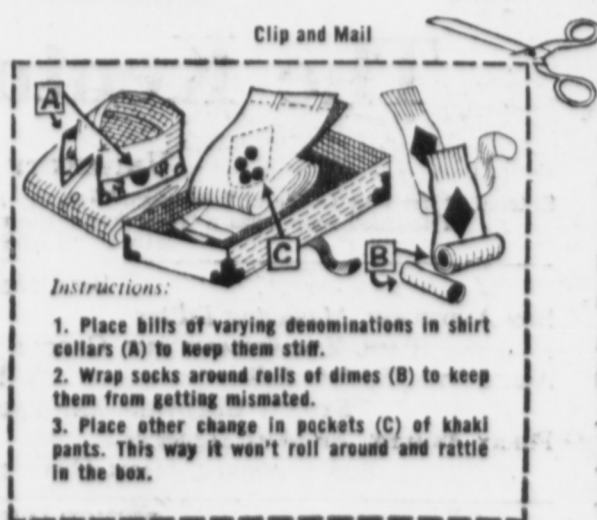 Clip and Mail
A
C
B
Instructions:
1. Place bills of varying denominations in shirt
collars (A) to keep them stiff.
2. Wrap socks around rolls of dimes (B) to keep
them from getting mismated.
3. Place other change in pockets (C) of khaki
pants. This way it won't roll around and rattle
in the box.